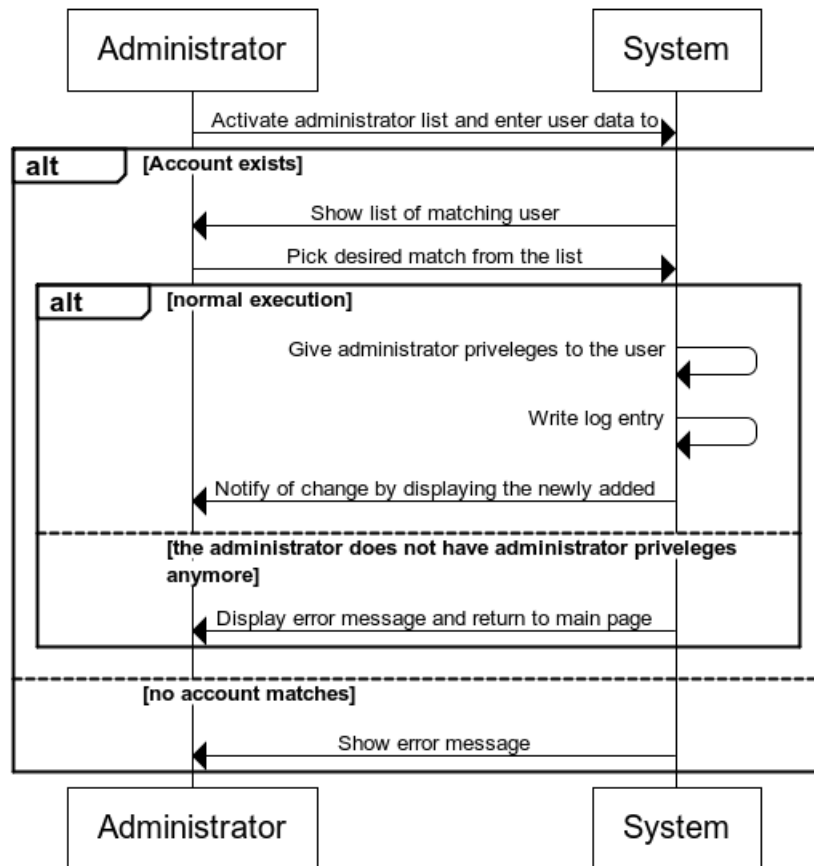 Administrator
System
Activate administrator list and enter user data to
alt
[Account exists]
Show list of matching user
Pick desired match from the list
alt
[normal execution]
Give administrator priveleges to the user
Write log entry
Notify of change by displaying the newly added
[the administrator does not have administrator priveleges
anymore]
Display error message and return to main page
[no account matches]
Show error message
Administrator
System